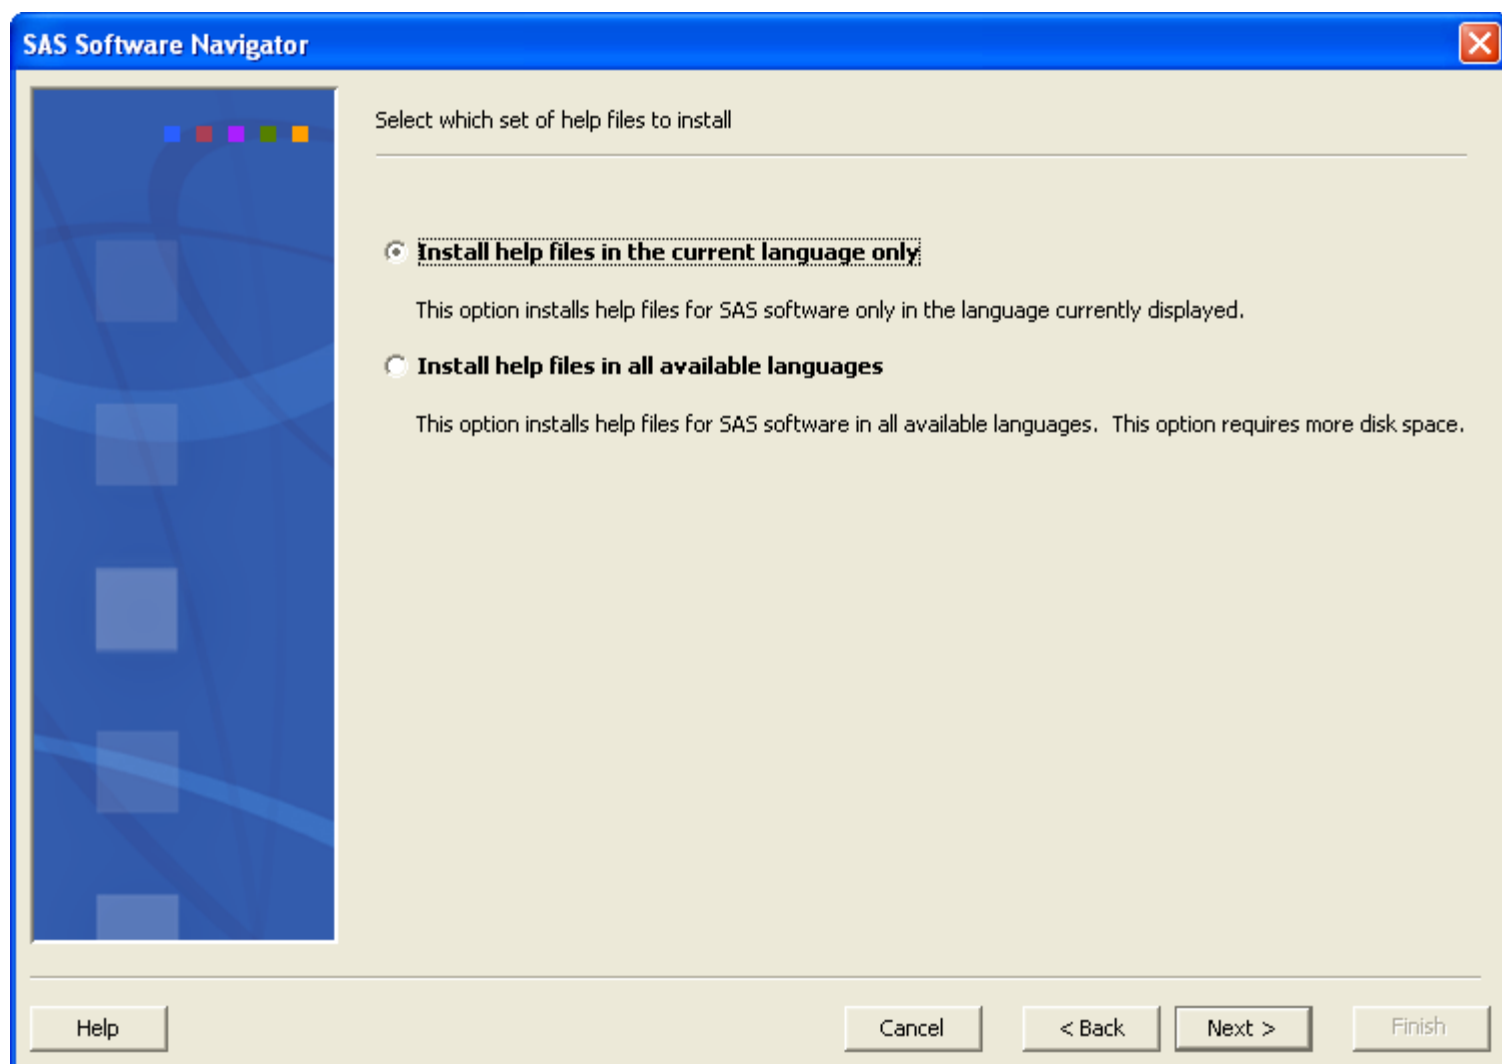 SAS Software Navigator
Select which set of help files to install
Install help files in the current language only
This option installs help files for SAS software only in the language currently displayed.
Install help files in all available languages
This option installs help files for SAS software in all available languages.  This option requires more disk space.
Help
Cancel
< Back
Next >
Finish